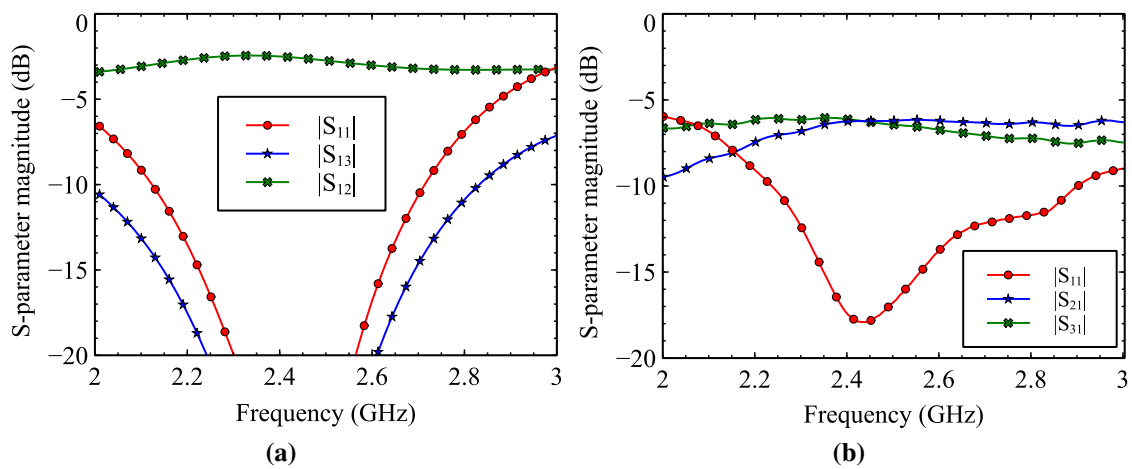 0
−5
−10
−15
−20
2
2.2
2.4
2.6
2.8
3
S-parameter magnitude (dB)
Frequency (GHz)
|S11|
|S13|
|S12|
(a)
0
−5
−10
−15
−20
2
2.2
2.4
2.6
2.8
3
S-parameter magnitude (dB)
Frequency (GHz)
|S11|
|S21|
|S31|
(b)